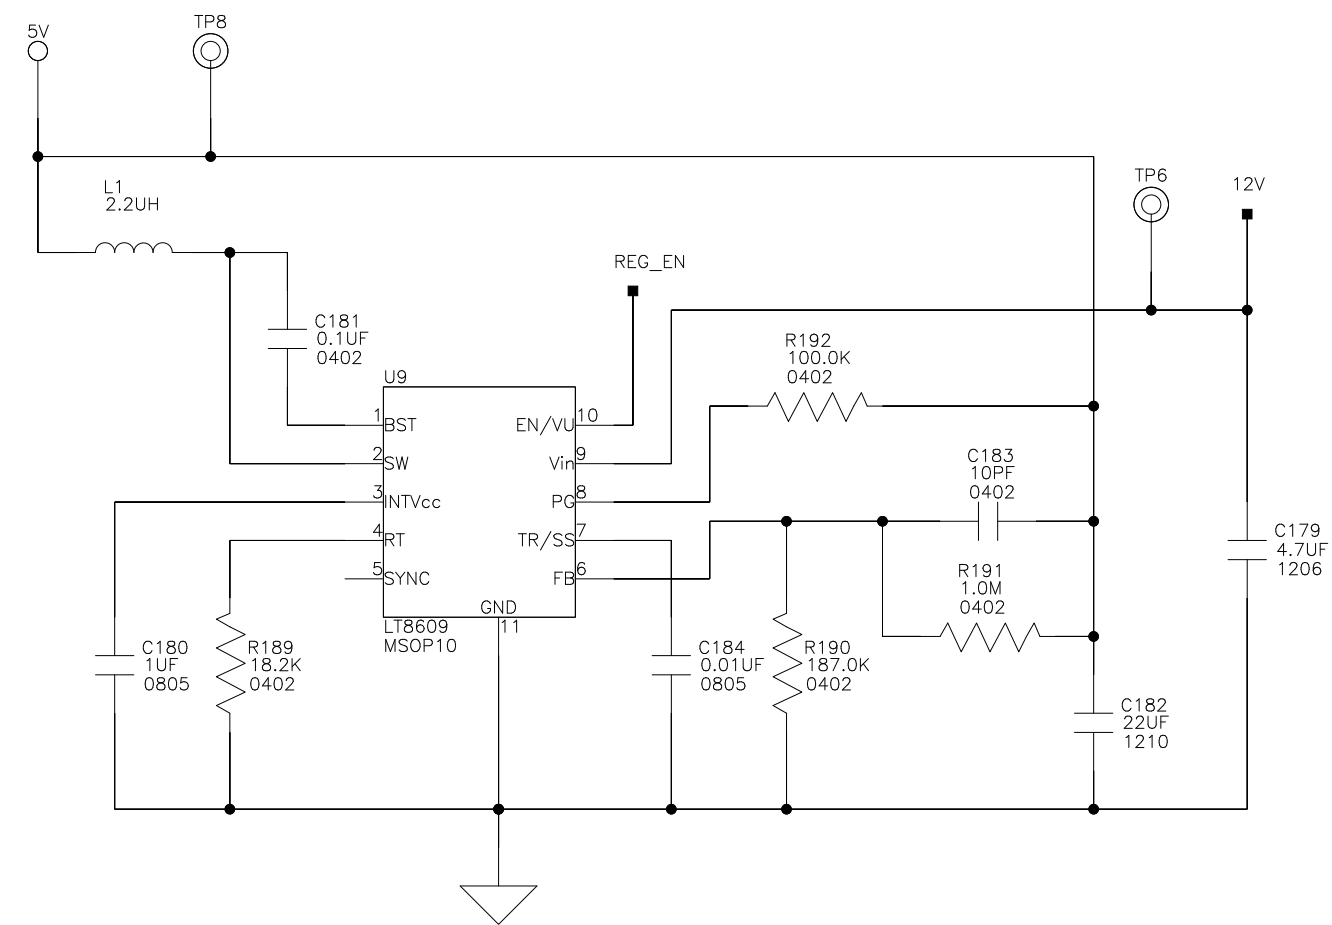 5V
TP8
L1
2.2UH
TP6
12V
REG_EN
C181
0.1UF
0402
R192
100.0K
0402
U9
1
BST
2
SW
3
INTVcc
4
RT
5
SYNC
EN/VU
10
Vin
9
PG
8
TR/SS
7
FB
6
GND
11
LT8609
MSOP10
C183
10PF
0402
R191
1.0M
0402
C179
4.7UF
1206
C180
1UF
0805
R189
18.2K
0402
C184
0.01UF
0805
R190
187.0K
0402
C182
22UF
1210